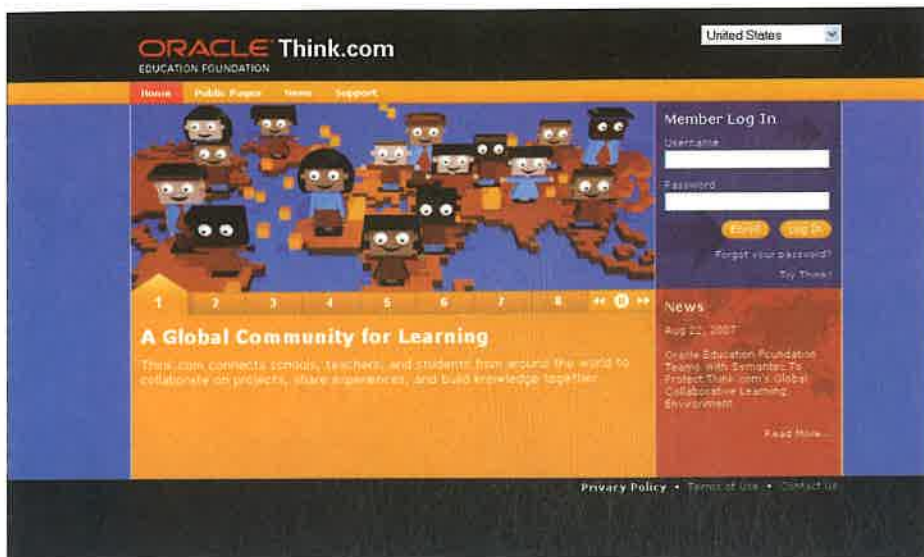 ORACLE Think.com
EDUCATION FOUNDATION
United States
Home Public Pages News Support
Member Log In
Username
Password
Enroll Log In
Forgot your password?
Try Think!
1 2 3 4 5 6 7 8
A Global Community for Learning
Think.com connects schools, teachers, and students from around the world to
collaborate on projects, share experiences, and build knowledge together.
News
Aug 22, 2007
Oracle Education Foundation
Teams with Symantec To
Protect Think.com's Global
Collaborative Learning
Environment
Read More...
Privacy Policy • Terms of Use • Contact Us